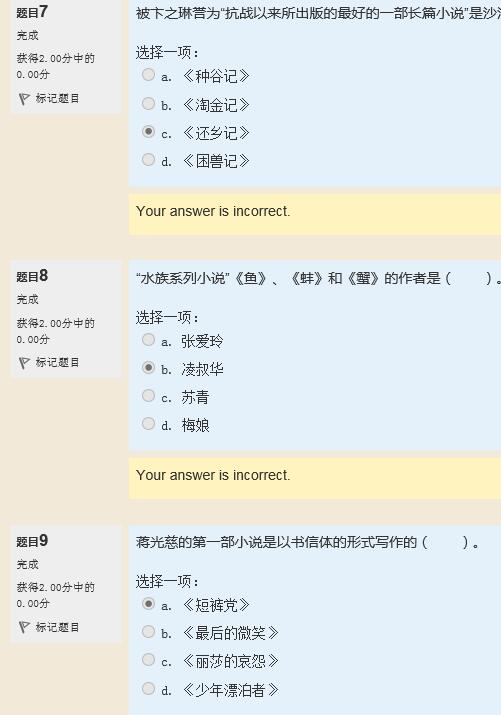 题目7
完成
获得2.00分中的
0.00分
标记题目
被卞之琳誉为“抗战以来所出版的最好的一部长篇小说”是沙
选择一项：
a. 《种谷记》
b. 《淘金记》
c. 《还乡记》
d. 《困兽记》
Your answer is incorrect.
题目8
完成
获得2.00分中的
0.00分
标记题目
“水族系列小说”《鱼》、《蚌》和《蟹》的作者是（　　）。
选择一项：
a. 张爱玲
b. 凌叔华
c. 苏青
d. 梅娘
Your answer is incorrect.
题目9
完成
获得2.00分中的
0.00分
标记题目
蒋光慈的第一部小说是以书信体的形式写作的（　　）。
选择一项：
a. 《短裤党》
b. 《最后的微笑》
c. 《丽莎的哀怨》
d. 《少年漂泊者》